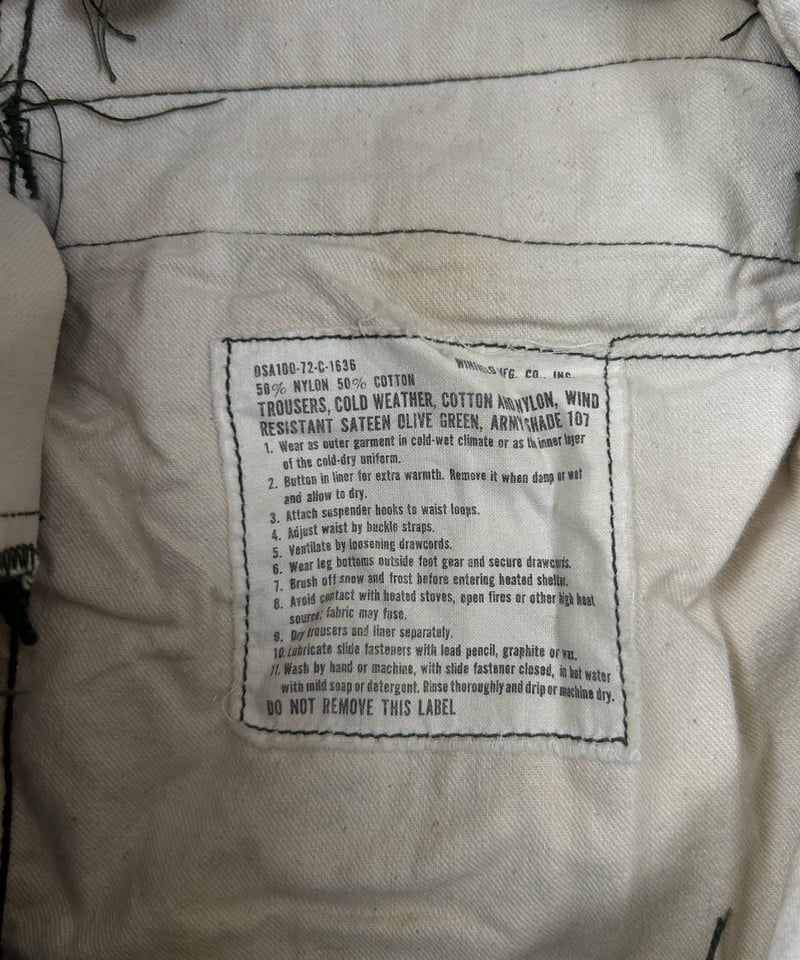 DSA100-72-C-1636
MFG. CO., INC.
50% NYLON 50% COTTON
TROUSERS, COLD WEATHER, COTTON AND NYLON, WIND
RESISTANT SATEEN OLIVE GREEN, ARMY SHADE 107
1. Wear as outer garment in cold-wet climate or as th inner layer
of the cold-dry uniform.
2. Button in liner for extra warmth. Remove it when damp or wet
and allow to dry.
3. Attach suspender hooks to waist loops.
4. Adjust waist by buckle straps.
5. Ventilate by loosening drawcords.
6. Wear leg bottoms outside foot gear and secure drawcords.
7. Brush off snow and frost before entering heated shelter.
8. Avoid contact with heated stoves, open fires or other high heat
source; fabric may fuse.
9. Dry trousers and liner separately.
10. Lubricate slide fasteners with lead pencil, graphite or wax.
11. Wash by hand or machine, with slide fastener closed, in hot water
with mild soap or detergent. Rinse thoroughly and drip or machine dry.
DO NOT REMOVE THIS LABEL